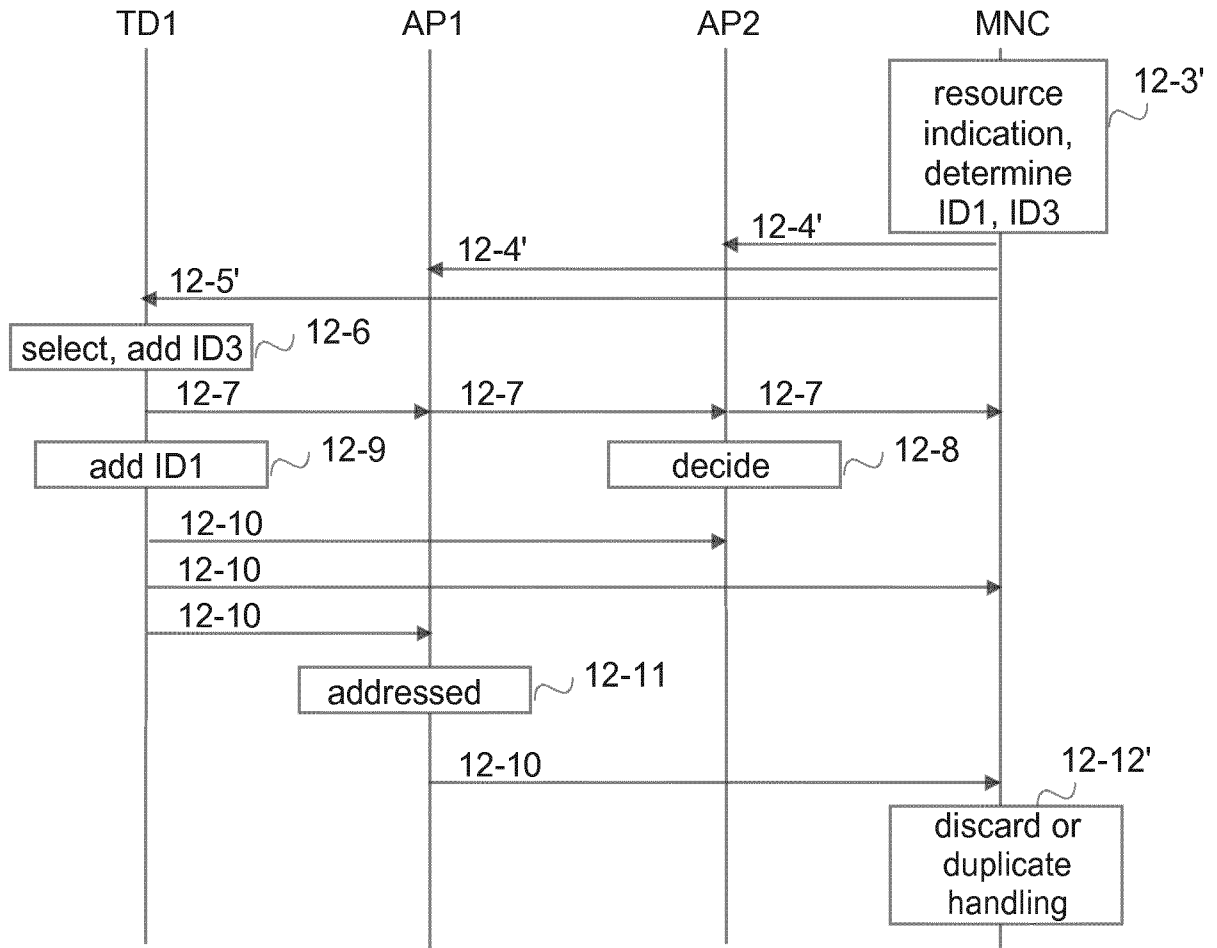 TD1 AP1 AP2 MNC
resource
indication,
determine
ID1, ID3
12-3'
12-4'
12-4'
12-5'
select, add ID3
12-6
12-7 12-7 12-7
add ID1
12-9
decide
12-8
12-10
12-10
12-10
addressed
12-11
12-10
12-12'
discard or
duplicate
handling